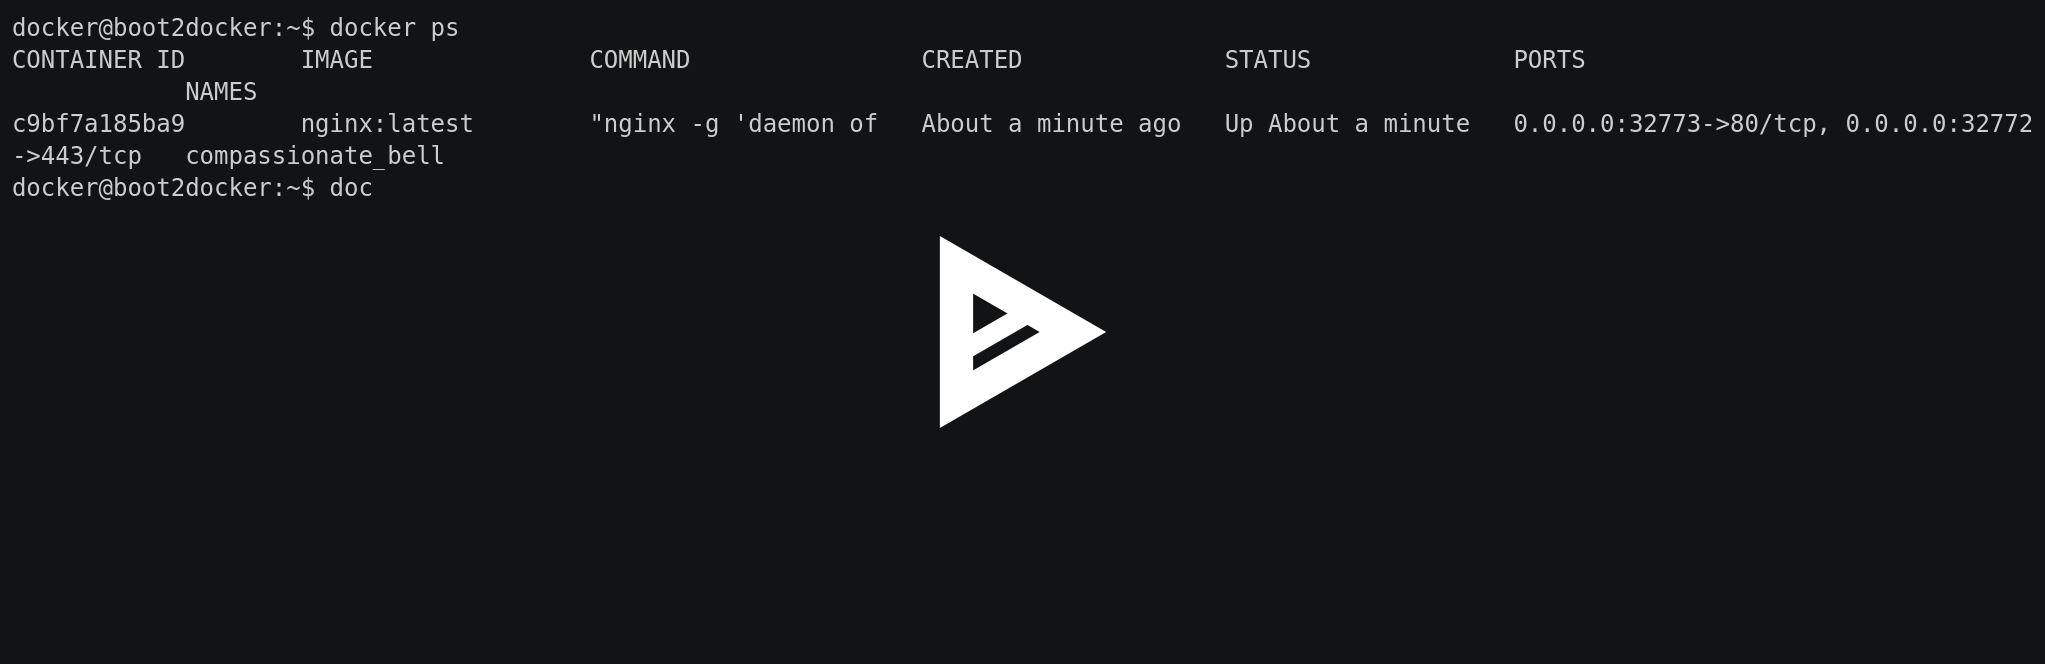 docker@boot2docker:~$ docker ps
CONTAINER ID        IMAGE               COMMAND                CREATED              STATUS              PORTS
            NAMES
c9bf7a185ba9        nginx:latest        "nginx -g 'daemon of   About a minute ago   Up About a minute   0.0.0.0:32773->80/tcp, 0.0.0.0:32772
->443/tcp   compassionate_bell
docker@boot2docker:~$ doc